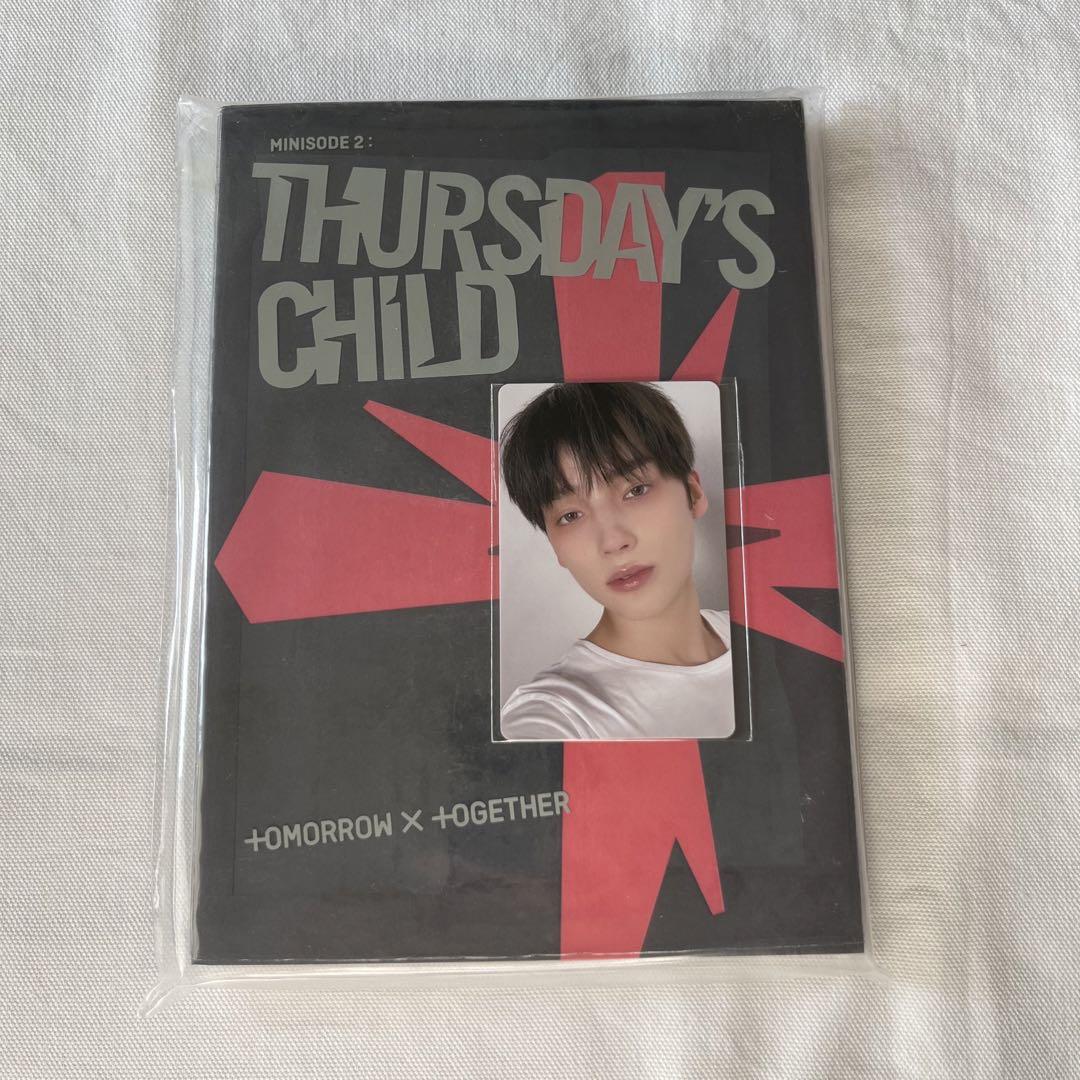 MINISODE 2 :
THURSDAY'S
CHiLD
TOMORROW X TOGETHER